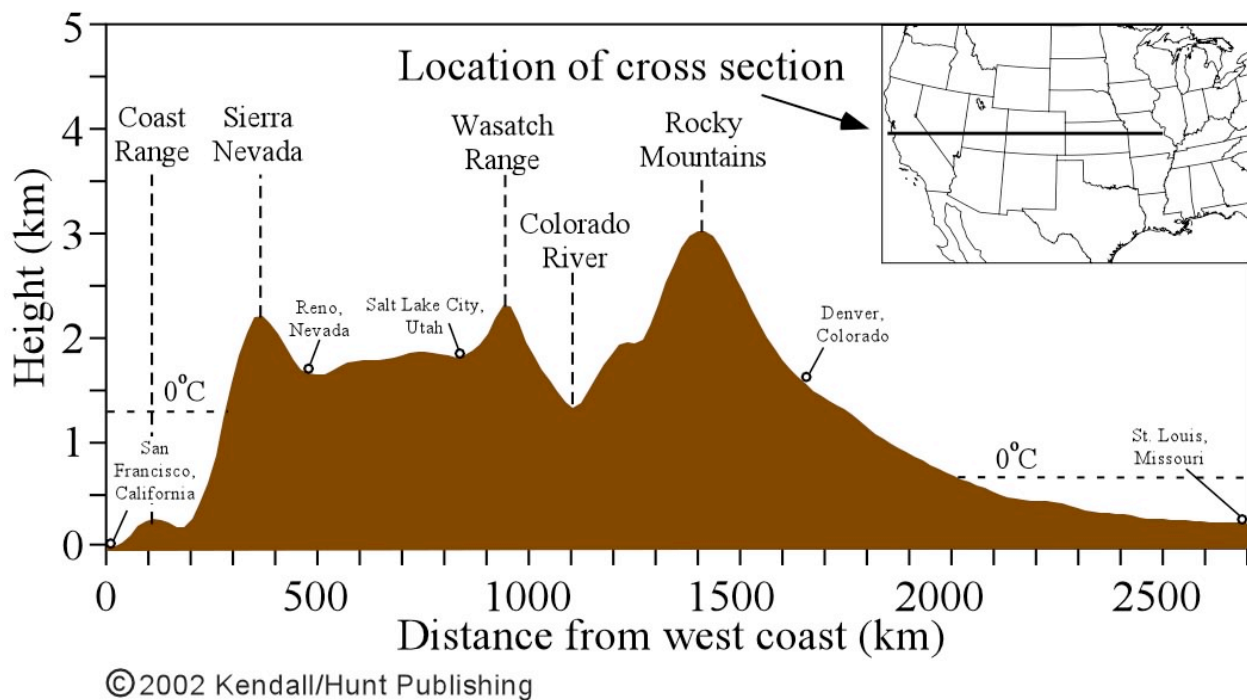 5
Location of cross section
Coast
Range
Sierra
Nevada
Wasatch
Range
Rocky
Mountains
4
Colorado
River
3
Height (km)
Reno,
Nevada
Salt Lake City,
Utah
Denver,
Colorado
2
0°C
1
San
Francisco,
California
0°C
St. Louis,
Missouri
0
0 500 1000 1500 2000 2500
Distance from west coast (km)
©2002 Kendall/Hunt Publishing